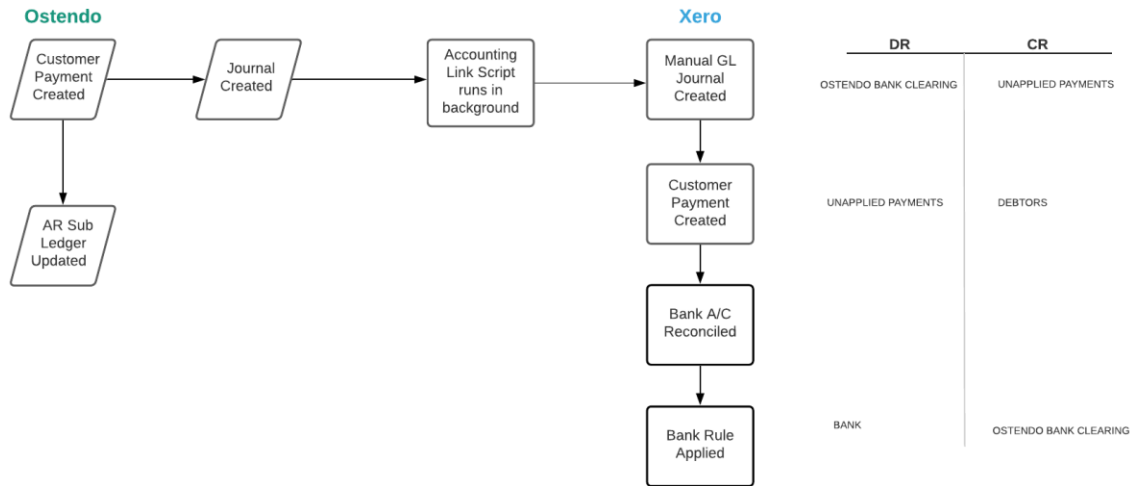 Ostendo
Xero
Customer
Payment
Created
Journal
Created
Accounting
Link Script
runs in
background
Manual GL
Journal
Created
DR
CR
OSTENDO BANK CLEARING
UNAPPLIED PAYMENTS
Customer
Payment
Created
UNAPPLIED PAYMENTS
DEBTORS
AR Sub
Ledger
Updated
Bank A/C
Reconciled
Bank Rule
Applied
BANK
OSTENDO BANK CLEARING